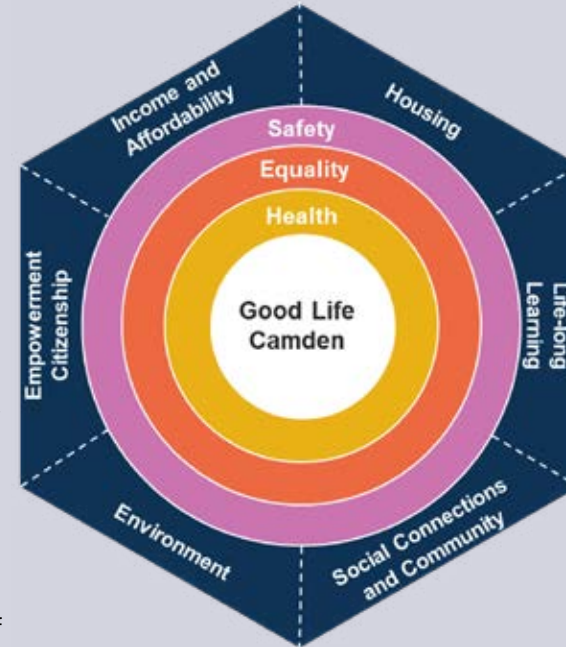 Income and
Affordability
Housing
Safety
Equality
Health
Good Life
Camden
Empowerment
Citizenship
Life-long
Learning
Environment
Social Connections
and Community